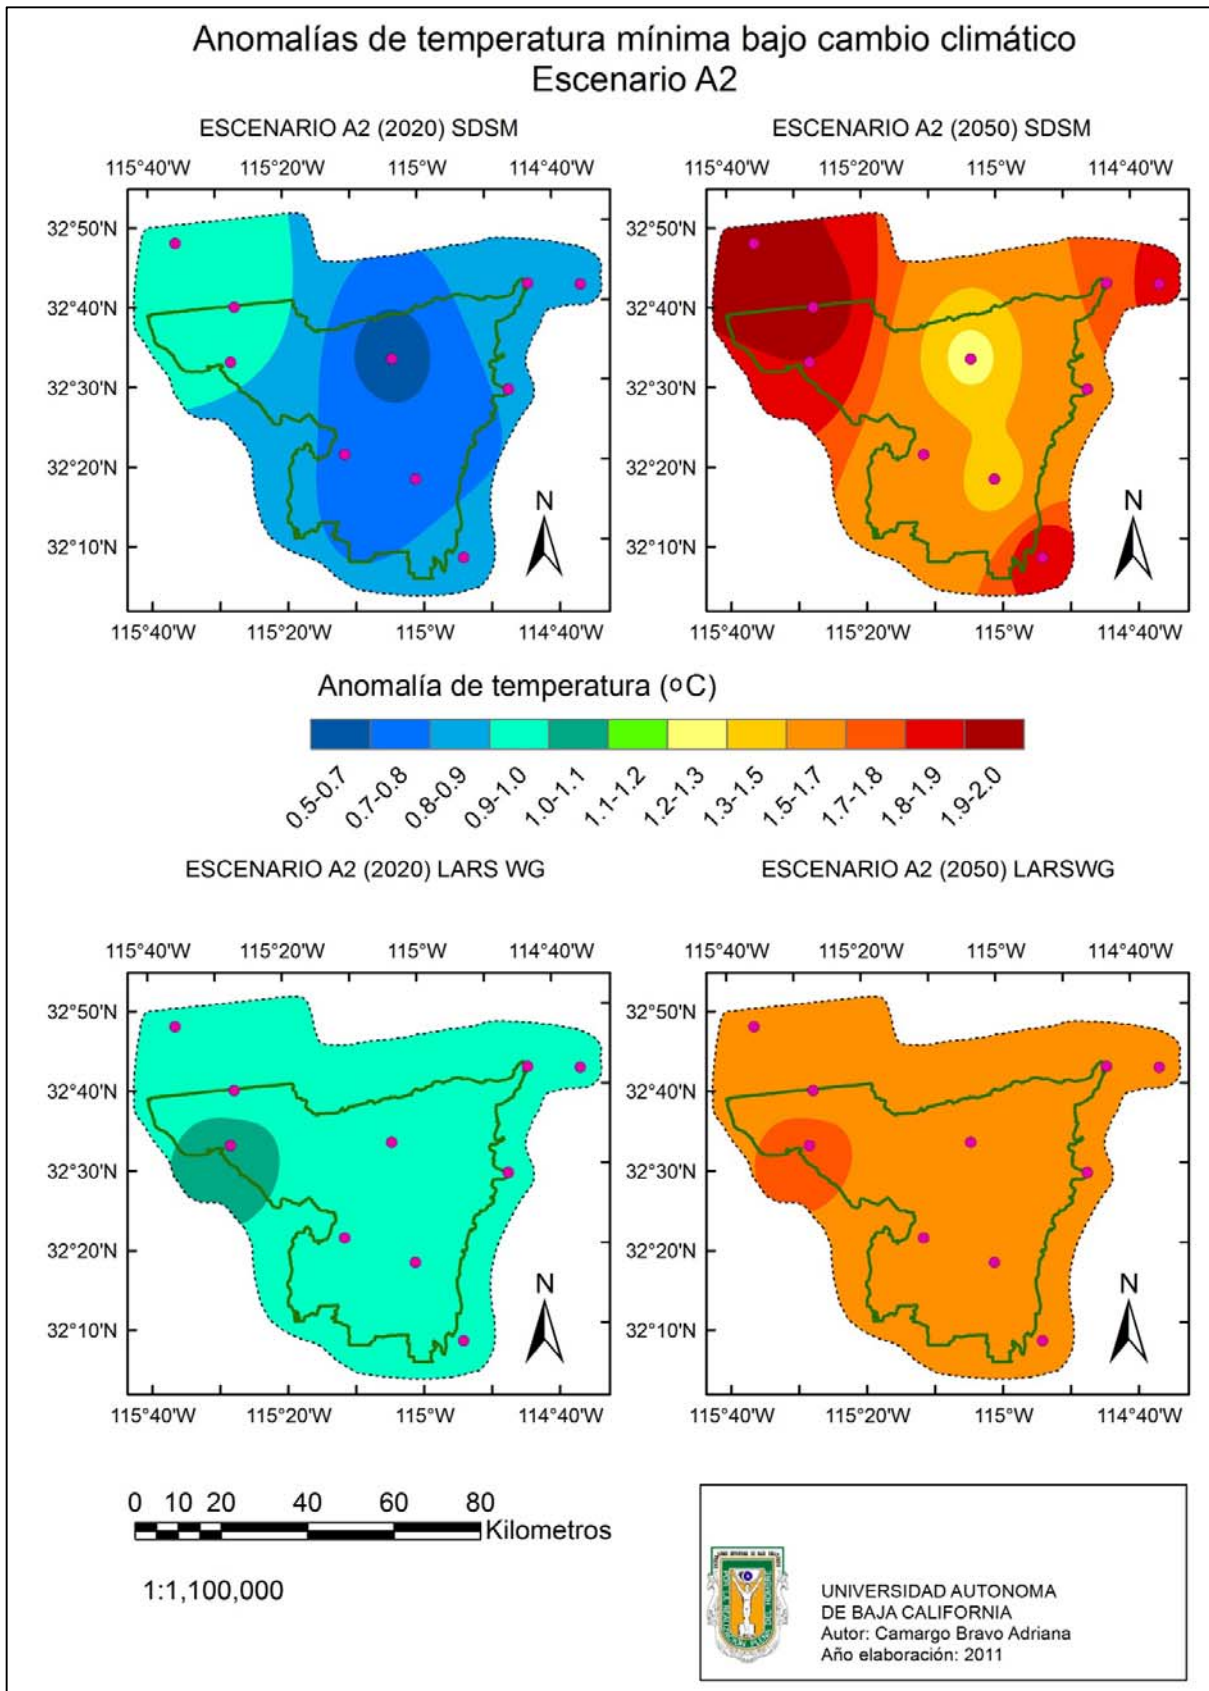 Anomalías de temperatura mínima bajo cambio climático
Escenario A2
ESCENARIO A2 (2020) SDSM
115°40'W 115°20'W 115°W 114°40'W
32°50'N
32°40'N
32°30'N
32°20'N
32°10'N
N
115°40'W 115°20'W 115°W 114°40'W
ESCENARIO A2 (2050) SDSM
115°40'W 115°20'W 115°W 114°40'W
32°50'N
32°40'N
32°30'N
32°20'N
32°10'N
N
115°40'W 115°20'W 115°W 114°40'W
Anomalía de temperatura (oC)
0.5-0.7 0.7-0.8 0.8-0.9 0.9-1.0 1.0-1.1 1.1-1.2 1.2-1.3 1.3-1.5 1.5-1.7 1.7-1.8 1.8-1.9 1.9-2.0
ESCENARIO A2 (2020) LARS WG
115°40'W 115°20'W 115°W 114°40'W
32°50'N
32°40'N
32°30'N
32°20'N
32°10'N
N
115°40'W 115°20'W 115°W 114°40'W
ESCENARIO A2 (2050) LARSWG
115°40'W 115°20'W 115°W 114°40'W
32°50'N
32°40'N
32°30'N
32°20'N
32°10'N
N
115°40'W 115°20'W 115°W 114°40'W
0 10 20 40 60 80
Kilometros
1:1,100,000
UNIVERSIDAD AUTONOMA
DE BAJA CALIFORNIA
Autor: Camargo Bravo Adriana
Año elaboración: 2011